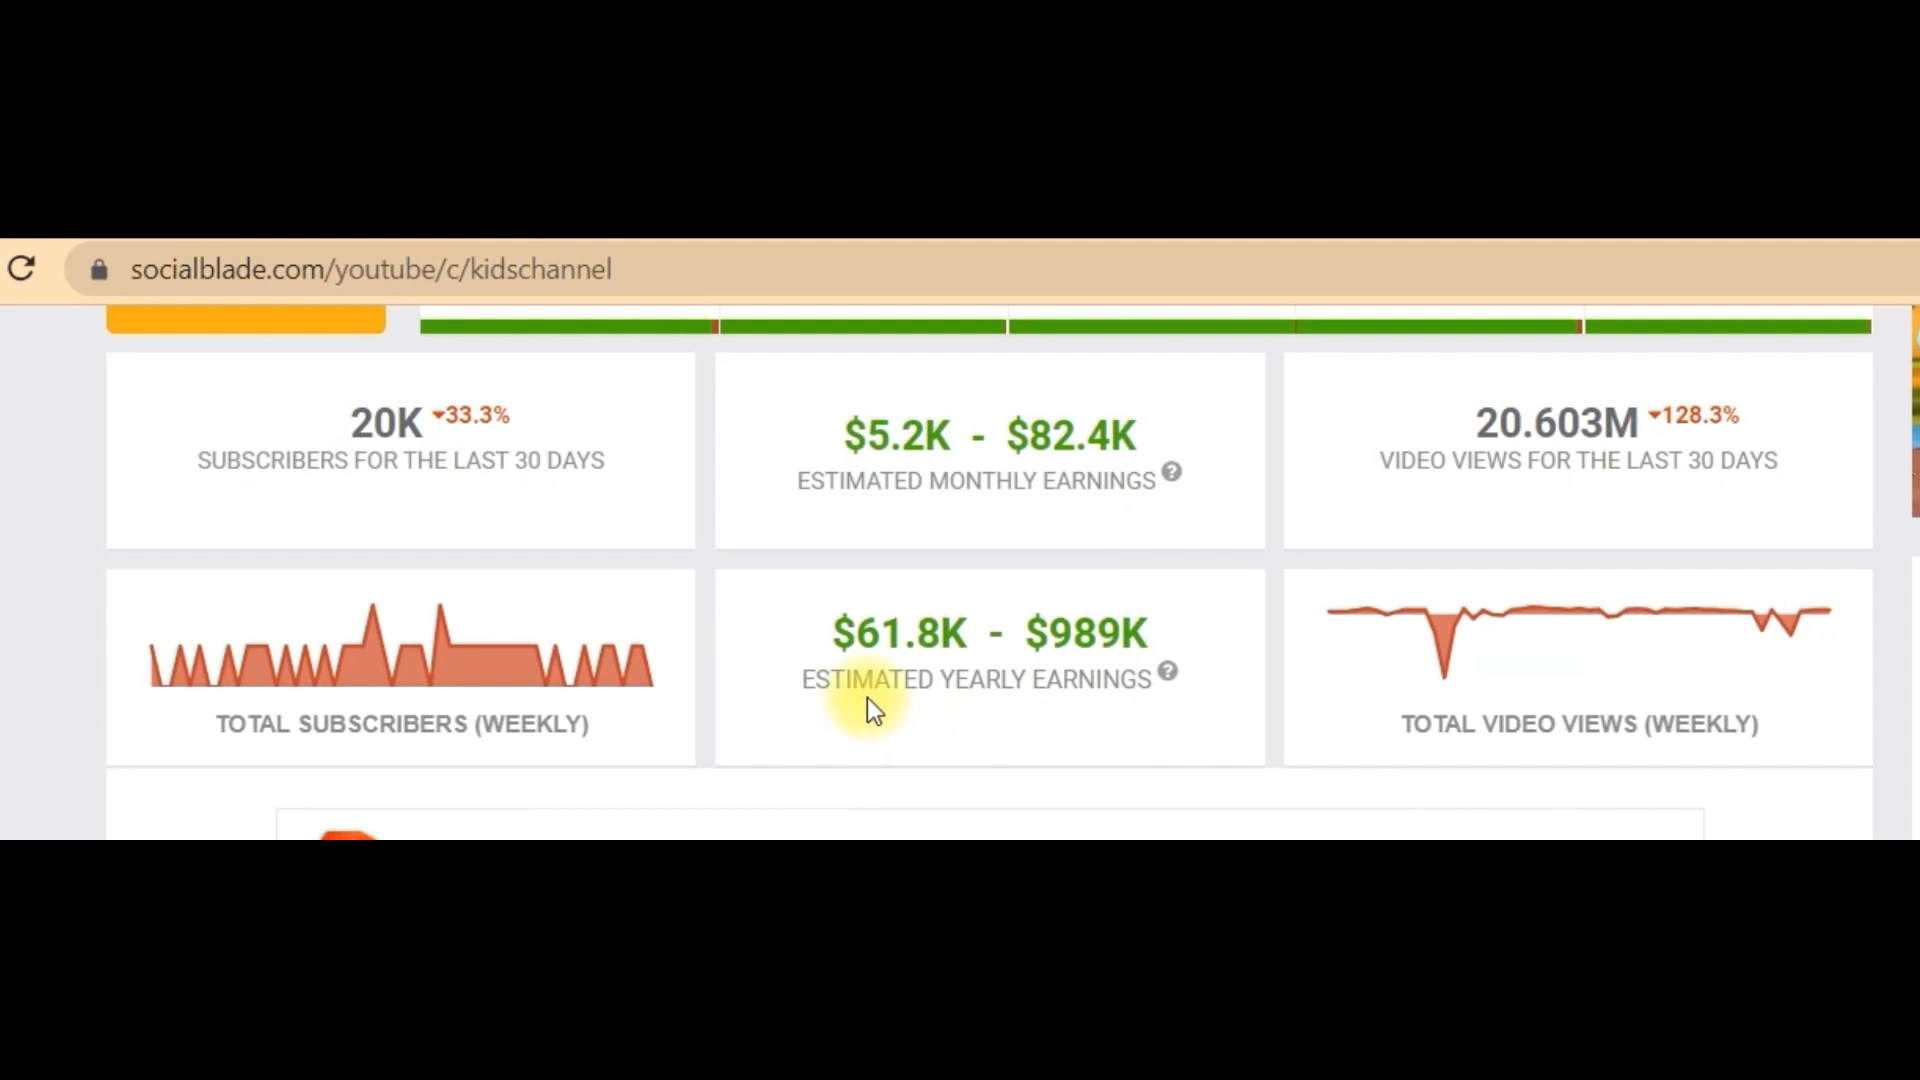 socialblade.com/youtube/c/kidschannel
20K 33.3%
SUBSCRIBERS FOR THE LAST 30 DAYS
$5.2K - $82.4K
ESTIMATED MONTHLY EARNINGS ?
20.603M 128.3%
VIDEO VIEWS FOR THE LAST 30 DAYS
TOTAL SUBSCRIBERS (WEEKLY)
$61.8K - $989K
ESTIMATED YEARLY EARNINGS ?
TOTAL VIDEO VIEWS (WEEKLY)